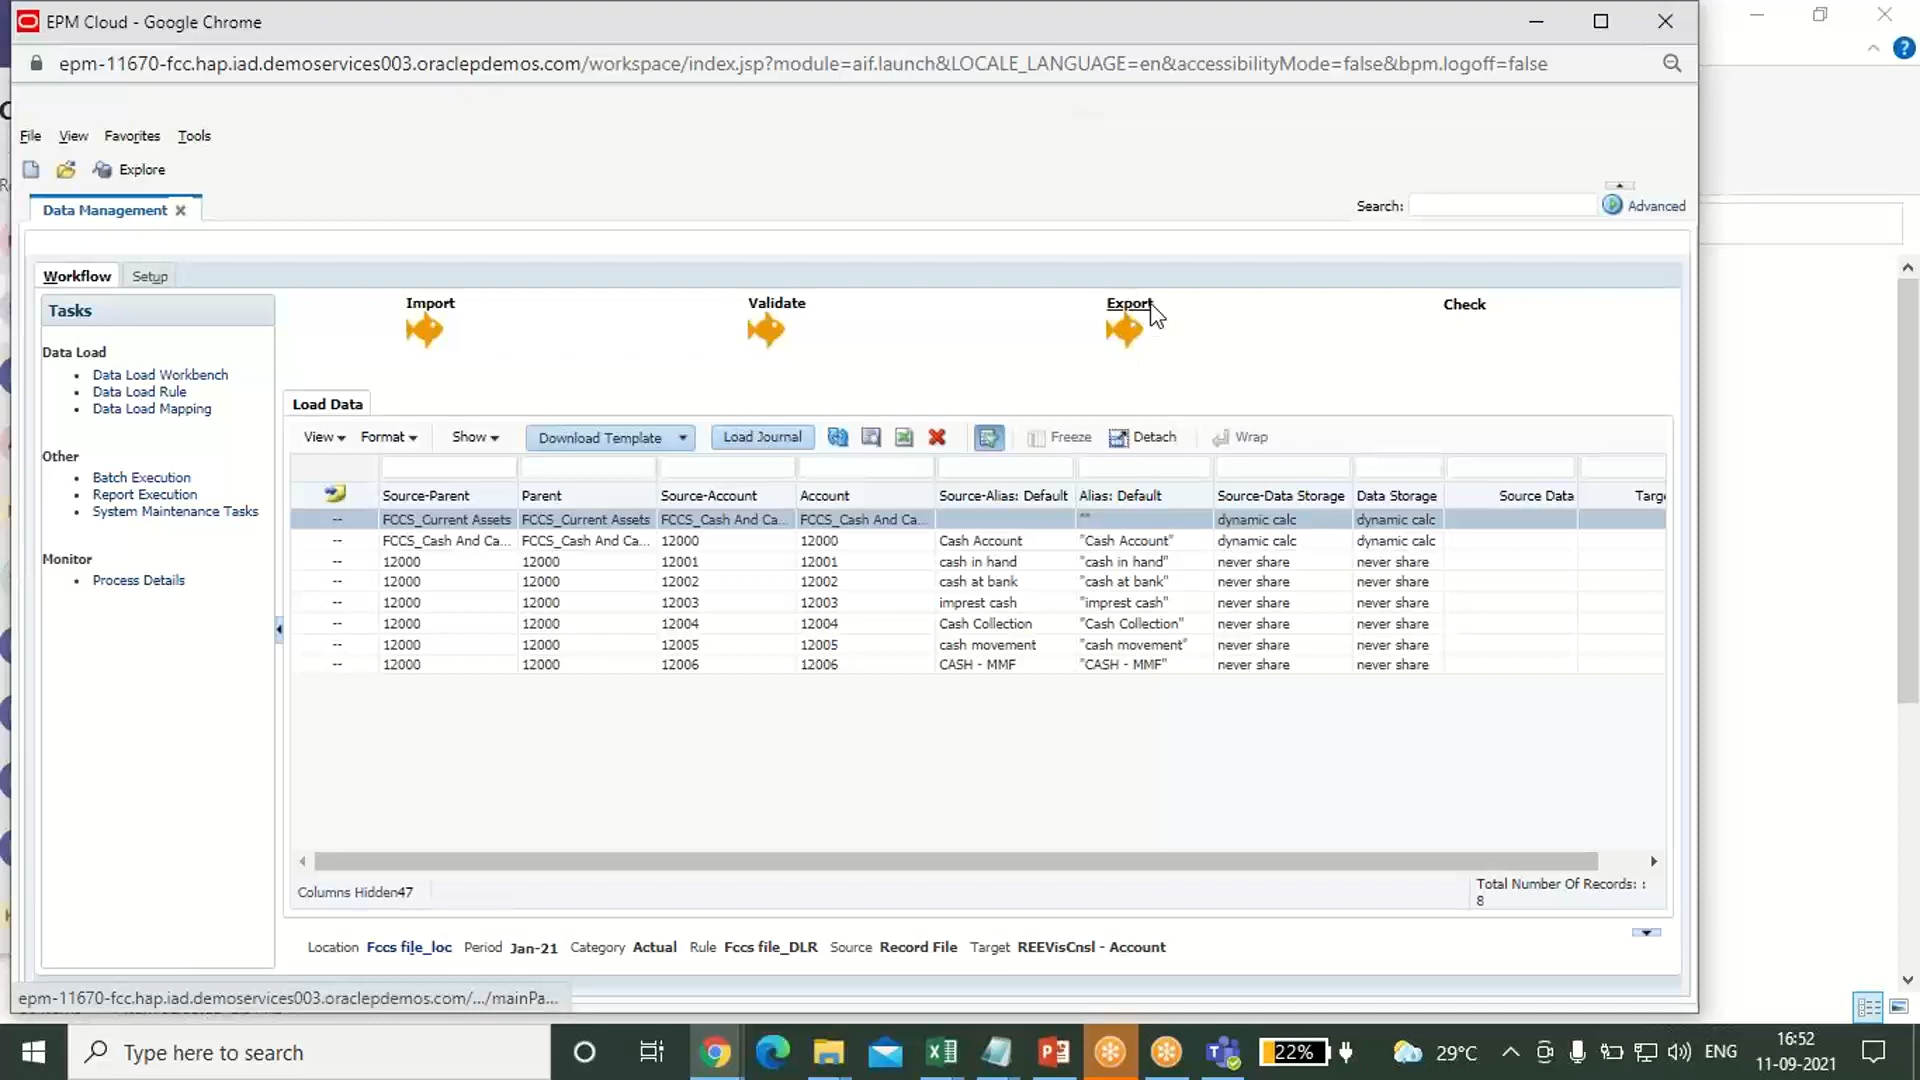 EPM Cloud - Google Chrome
epm-11670-fcc.hap.iad.demoservices003.oraclepdemos.com/workspace/index.jsp?module=aif.launch&LOCALE_LANGUAGE=en&accessibilityMode=false&bpm.logoff=false
File View Favorites Tools
Explore
Data Management
Search: Advanced
Workflow Setup
Tasks
Import Validate Export Check
Data Load
Data Load Workbench
Data Load Rule
Data Load Mapping
Other
Batch Execution
Report Execution
System Maintenance Tasks
Monitor
Process Details
Load Data
View Format Show Download Template Load Journal Freeze Detach Wrap
Source-Parent Parent Source-Account Account Source-Alias: Default Alias: Default Source-Data Storage Data Storage Source Data Targe
-- FCCS_Current Assets FCCS_Current Assets FCCS_Cash And Ca... FCCS_Cash And Ca... "" dynamic calc dynamic calc
-- FCCS_Cash And Ca... FCCS_Cash And Ca... 12000 12000 Cash Account "Cash Account" dynamic calc dynamic calc
-- 12000 12000 12001 12001 cash in hand "cash in hand" never share never share
-- 12000 12000 12002 12002 cash at bank "cash at bank" never share never share
-- 12000 12000 12003 12003 imprest cash "imprest cash" never share never share
-- 12000 12000 12004 12004 Cash Collection "Cash Collection" never share never share
-- 12000 12000 12005 12005 cash movement "cash movement" never share never share
-- 12000 12000 12006 12006 CASH - MMF "CASH - MMF" never share never share
Columns Hidden47
Total Number Of Records: :
8
Location Fccs file_loc Period Jan-21 Category Actual Rule Fccs file_DLR Source Record File Target REEVisCnsl - Account
epm-11670-fcc.hap.iad.demoservices003.oraclepdemos.com/.../mainPa...
Type here to search
22%
29°C
ENG
16:52
11-09-2021